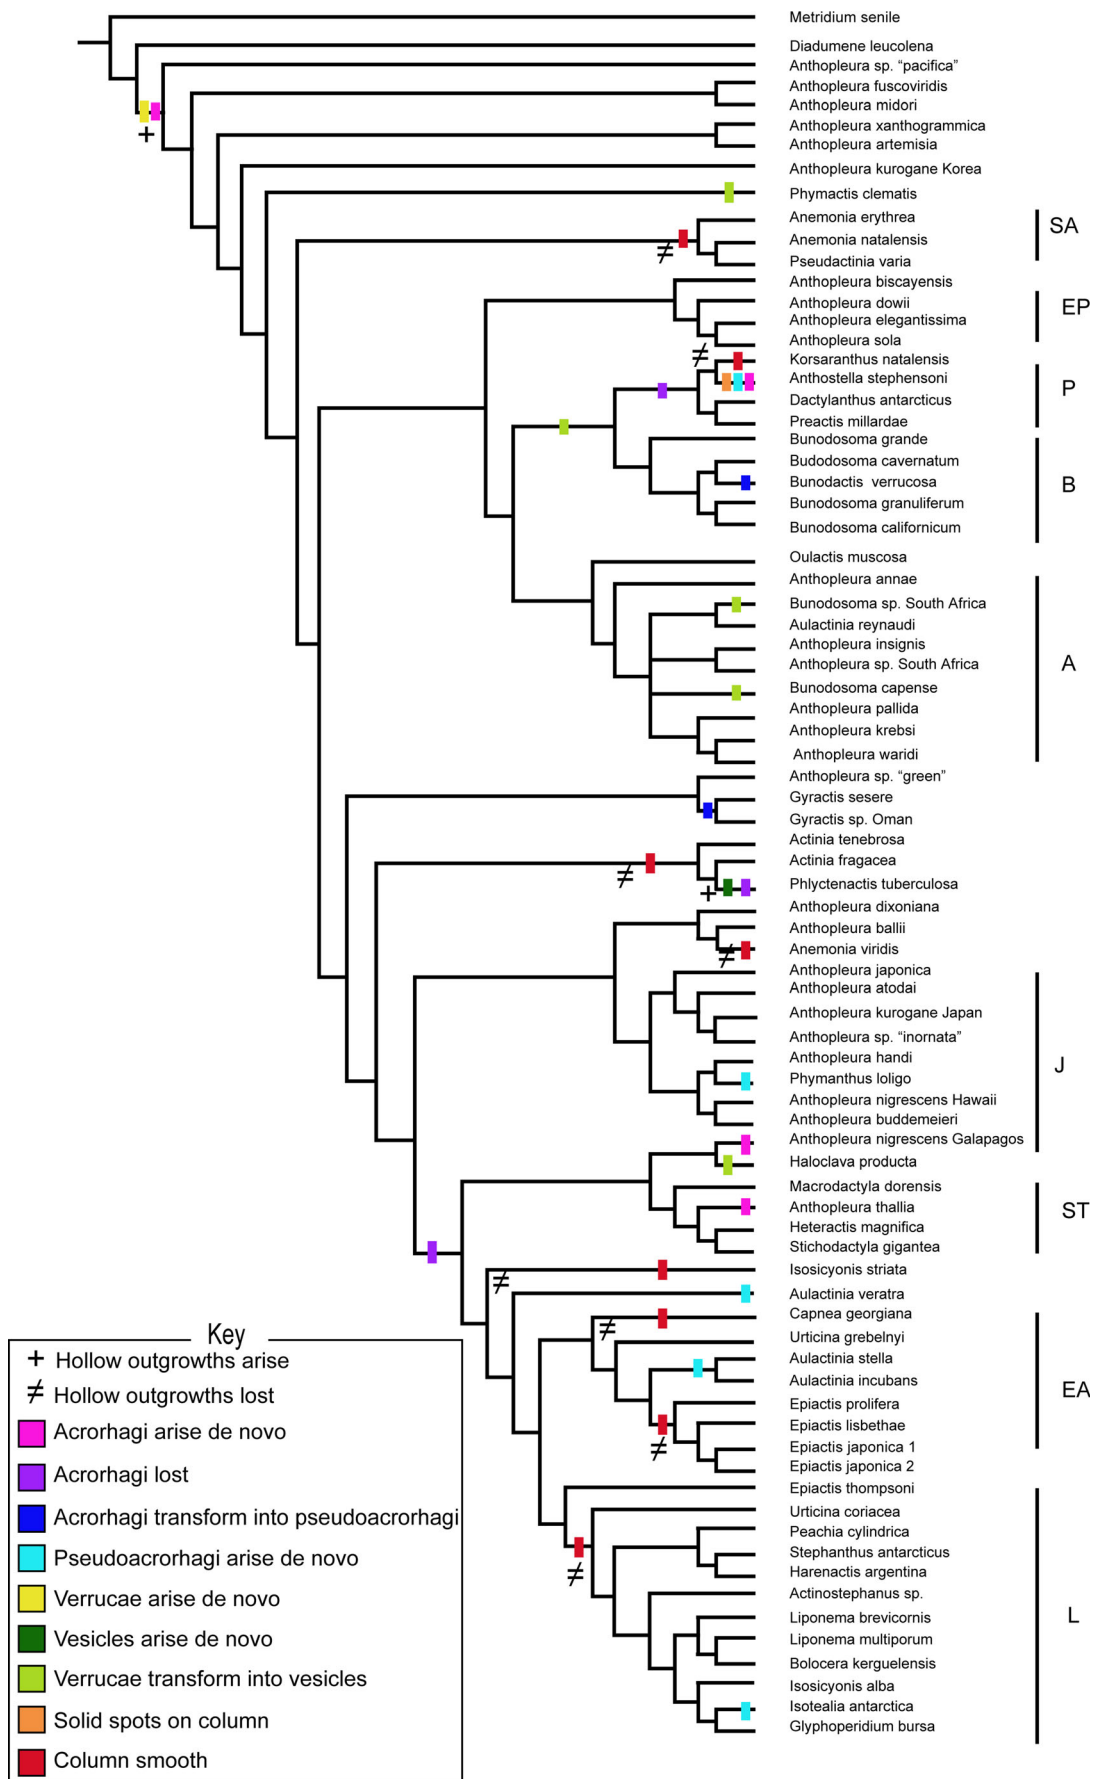 Metridium senile
Diadumene leucolena
Anthopleura sp. “pacifica”
Anthopleura fuscoviridis
Anthopleura midori
+
Anthopleura xanthogrammica
Anthopleura artemisia
Anthopleura kurogane Korea
Phymactis clematis
Anemonia erythrea
SA
Anemonia natalensis
≠
Pseudactinia varia
Anthopleura biscayensis
Anthopleura dowii
EP
Anthopleura elegantissima
Anthopleura sola
≠
Korsaranthus natalensis
Anthostella stephensoni
P
Dactylanthus antarcticus
Preactis millardae
Bunodosoma grande
Budodosoma cavernatum
Bunodactis verrucosa
B
Bunodosoma granuliferum
Bunodosoma californicum
Oulactis muscosa
Anthopleura annae
Bunodosoma sp. South Africa
Aulactinia reynaudi
Anthopleura insignis
Anthopleura sp. South Africa
A
Bunodosoma capense
Anthopleura pallida
Anthopleura krebsi
Anthopleura waridi
Anthopleura sp. “green”
Gyractis sesere
Gyractis sp. Oman
Actinia tenebrosa
Actinia fragacea
≠
Phlyctenactis tuberculosa
+
Anthopleura dixoniana
Anthopleura ballii
Anemonia viridis
≠
Anthopleura japonica
Anthopleura atodai
Anthopleura kurogane Japan
Anthopleura sp. “inornata”
Anthopleura handi
J
Phymanthus loligo
Anthopleura nigrescens Hawaii
Anthopleura buddemeieri
Anthopleura nigrescens Galapagos
Haloclava producta
Macrodactyla dorensis
Anthopleura thallia
ST
Heteractis magnifica
Stichodactyla gigantea
Isosicyonis striata
≠
Aulactinia veratra
Capnea georgiana
≠
Urticina grebelnyi
Aulactinia stella
Aulactinia incubans
EA
Epiactis prolifera
Epiactis lisbethae
≠
Epiactis japonica 1
Epiactis japonica 2
Epiactis thompsoni
Urticina coriacea
Peachia cylindrica
Stephanthus antarcticus
≠
Harenactis argentina
Actinostephanus sp.
L
Liponema brevicornis
Liponema multiporum
Bolocera kerguelensis
Isosicyonis alba
Isotealia antarctica
Glyphoperidium bursa
Key
+ Hollow outgrowths arise
≠ Hollow outgrowths lost
Acrorhagi arise de novo
Acrorhagi lost
Acrorhagi transform into pseudoacrorhagi
Pseudoacrorhagi arise de novo
Verrucae arise de novo
Vesicles arise de novo
Verrucae transform into vesicles
Solid spots on column
Column smooth